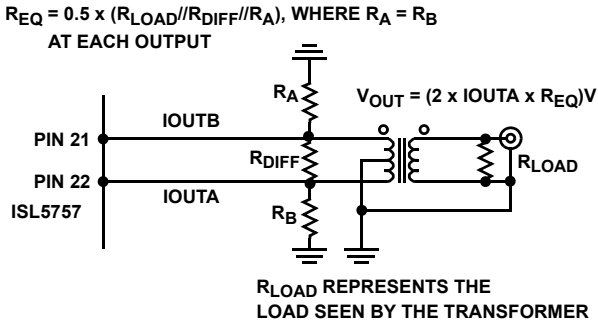 REQ = 0.5 x (RLOAD//RDIFF//RA), WHERE RA = RB
AT EACH OUTPUT
RA
VOUT = (2 x IOUTA x REQ)V
IOUTB
PIN 21
RDIFF
RLOAD
PIN 22
IOUTA
ISL5757
RB
RLOAD REPRESENTS THE
LOAD SEEN BY THE TRANSFORMER